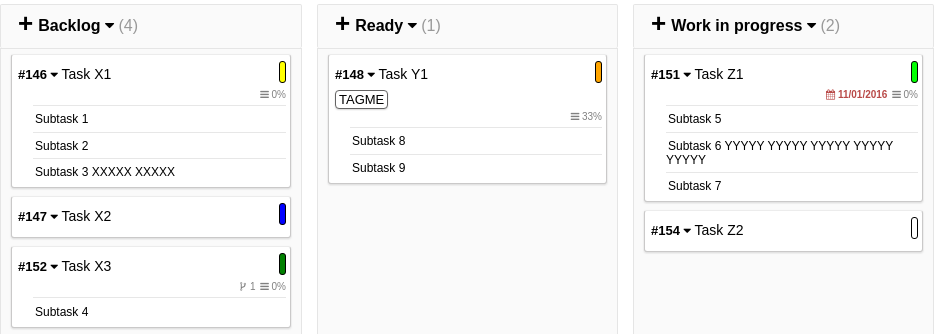 + Backlog (4)
#146 Task X1
0%
Subtask 1
Subtask 2
Subtask 3 XXXXX XXXXX
#147 Task X2
#152 Task X3
1 0%
Subtask 4
+ Ready (1)
#148 Task Y1
TAGME
33%
Subtask 8
Subtask 9
+ Work in progress (2)
#151 Task Z1
11/01/2016 0%
Subtask 5
Subtask 6 YYYYY YYYYY YYYYY YYYYY
YYYYY
Subtask 7
#154 Task Z2